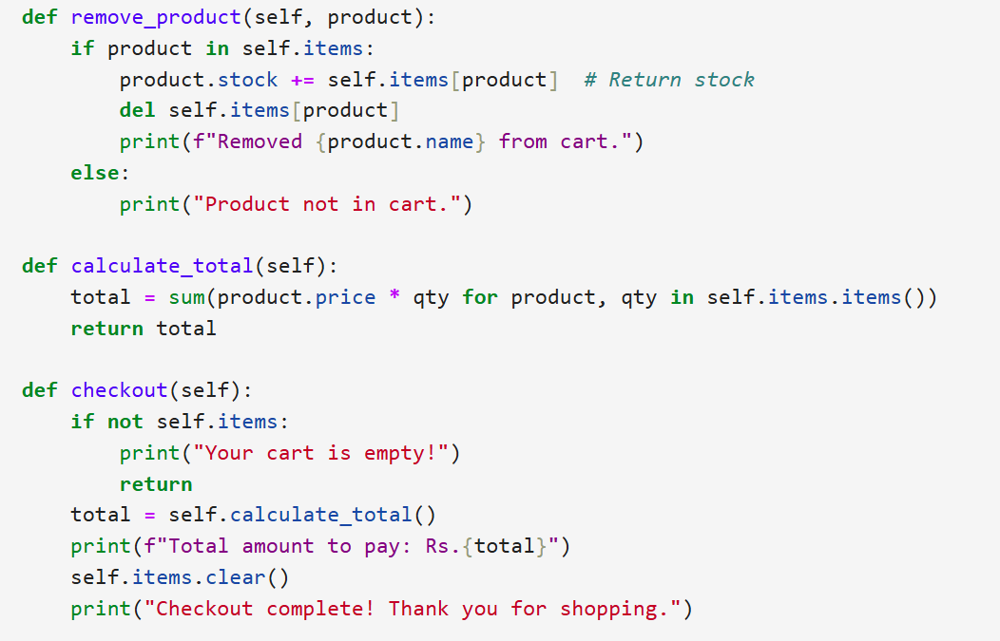 def remove_product(self, product):
    if product in self.items:
        product.stock += self.items[product]  # Return stock
        del self.items[product]
        print(f"Removed {product.name} from cart.")
    else:
        print("Product not in cart.")

def calculate_total(self):
    total = sum(product.price * qty for product, qty in self.items.items())
    return total

def checkout(self):
    if not self.items:
        print("Your cart is empty!")
        return
    total = self.calculate_total()
    print(f"Total amount to pay: Rs.{total}")
    self.items.clear()
    print("Checkout complete! Thank you for shopping.")